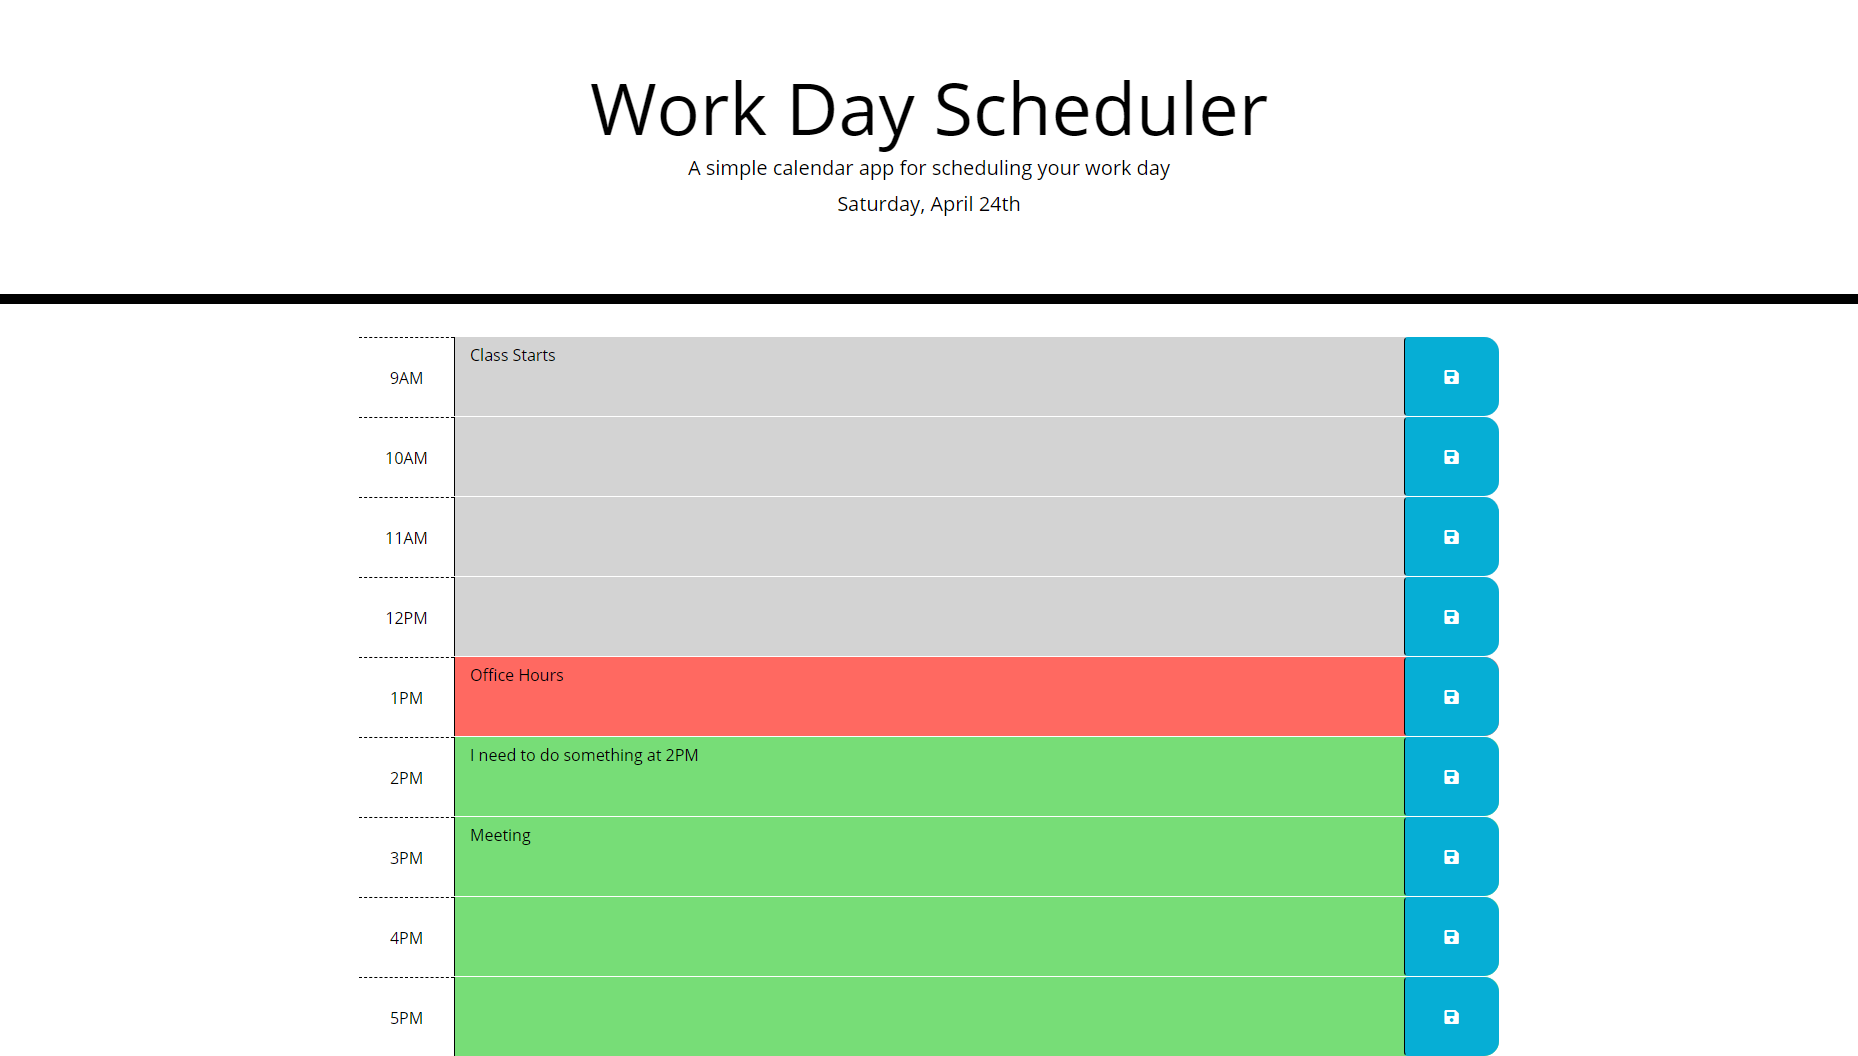 Work Day Scheduler
A simple calendar app for scheduling your work day
Saturday, April 24th
Class Starts
9AM
10AM
11AM
12PM
Office Hours
1PM
I need to do something at 2PM
2PM
Meeting
3PM
4PM
5PM